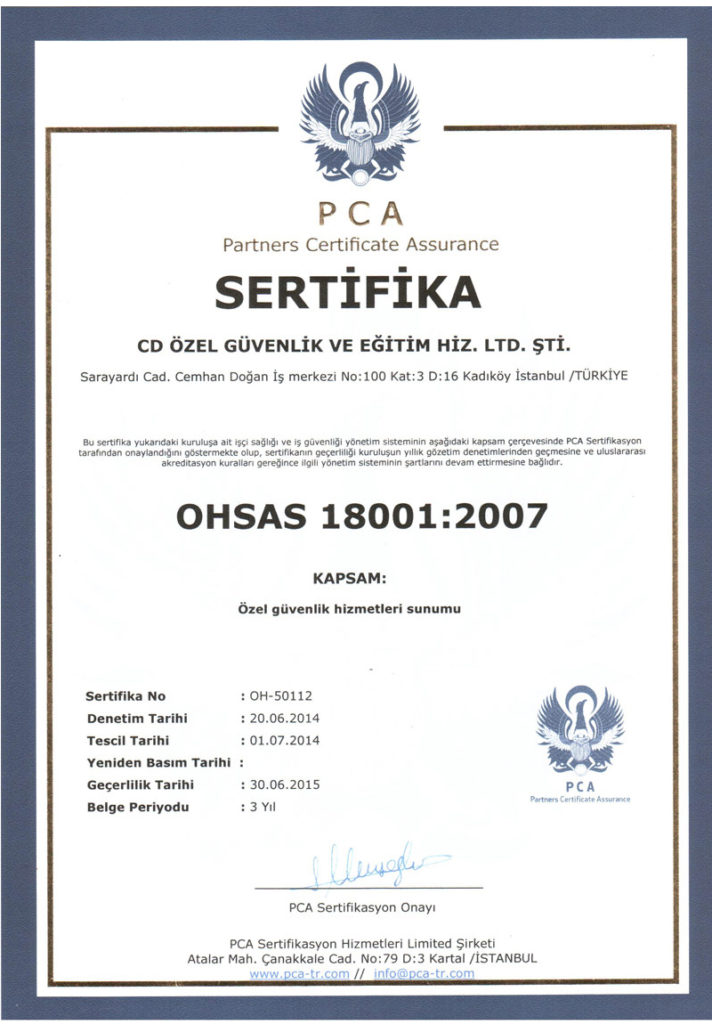 PCA
Partners Certificate Assurance
SERTİFİKA
CD ÖZEL GÜVENLİK VE EĞİTİM HİZ. LTD. ŞTİ.
Sarayardı Cad. Cemhan Doğan İş merkezi No:100 Kat:3 D:16 Kadıköy İstanbul /TÜRKİYE
Bu sertifika yukarıdaki kuruluşa ait işçi sağlığı ve iş güvenliği yönetim sisteminin aşağıdaki kapsam çerçevesinde PCA Sertifikasyon
tarafından onaylandığını göstermekte olup, sertifikanın geçerliliği kuruluşun yıllık gözetim denetimlerinden geçmesine ve uluslararası
akreditasyon kuralları gereğince ilgili yönetim sisteminin şartlarını devam ettirmesine bağlıdır.
OHSAS 18001:2007
KAPSAM:
Özel güvenlik hizmetleri sunumu
Sertifika No : OH-50112
Denetim Tarihi : 20.06.2014
Tescil Tarihi : 01.07.2014
Yeniden Basım Tarihi :
Geçerlilik Tarihi : 30.06.2015
Belge Periyodu : 3 Yıl
PCA
Partners Certificate Assurance
PCA Sertifikasyon Onayı
PCA Sertifikasyon Hizmetleri Limited Şirketi
Atalar Mah. Çanakkale Cad. No:79 D:3 Kartal /İSTANBUL
www.pca-tr.com // info@pca-tr.com